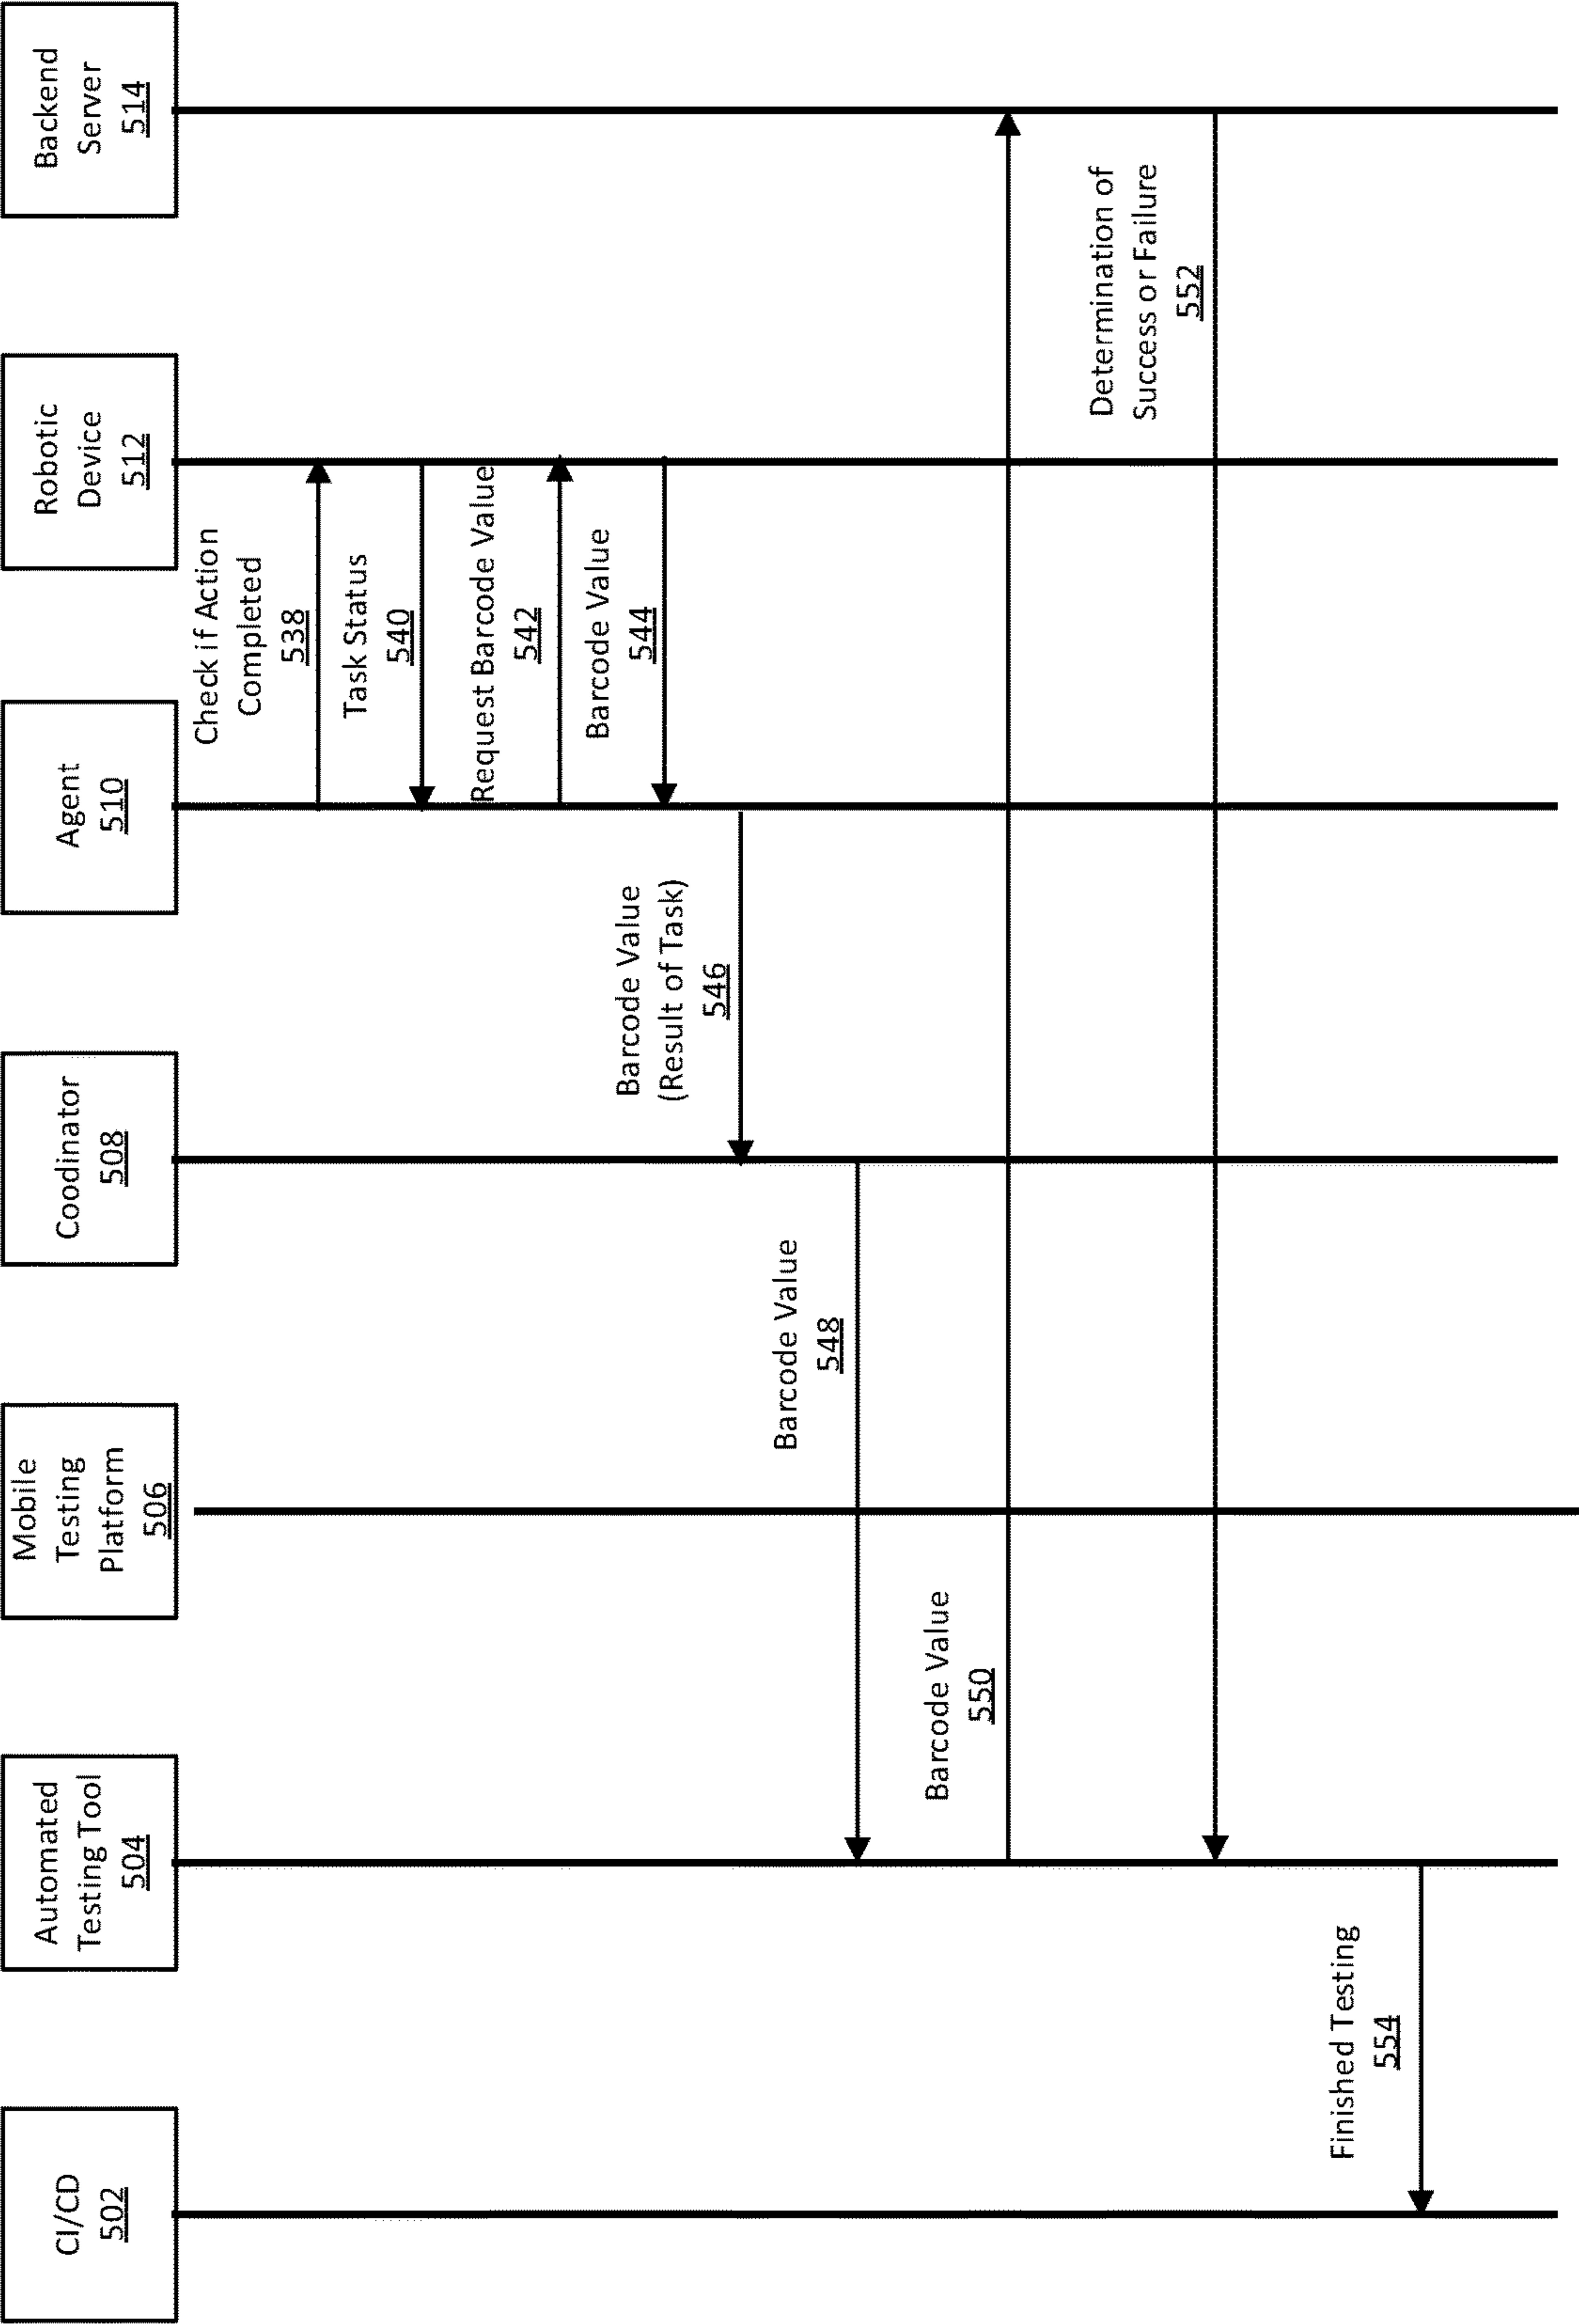 CI/CD
502
Automated
Testing Tool
504
Mobile
Testing
Platform
506
Coodinator
508
Agent
510
Robotic
Device
512
Backend
Server
514
Check if Action
Completed
538
Task Status
540
Request Barcode Value
542
Barcode Value
544
Barcode Value
(Result of Task)
546
Barcode Value
548
Barcode Value
550
Determination of
Success or Failure
552
Finished Testing
554